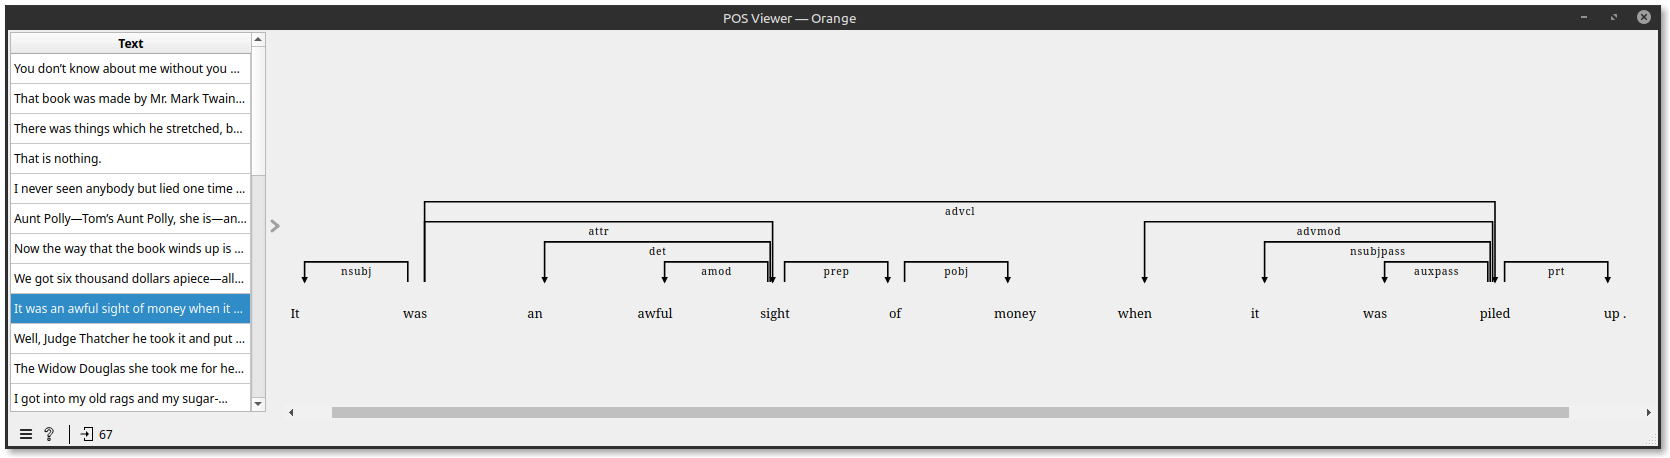 POS Viewer — Orange
Text
You don’t know about me without you ...
That book was made by Mr. Mark Twain...
There was things which he stretched, b...
That is nothing.
I never seen anybody but lied one time ...
Aunt Polly—Tom’s Aunt Polly, she is—an...
Now the way that the book winds up is ...
We got six thousand dollars apiece—all...
It was an awful sight of money when it ...
Well, Judge Thatcher he took it and put ...
The Widow Douglas she took me for he...
I got into my old rags and my sugar-...
advcl
attr advmod
det nsubjpass
nsubj amod prep pobj auxpass prt
It was an awful sight of money when it was piled up .
? 67